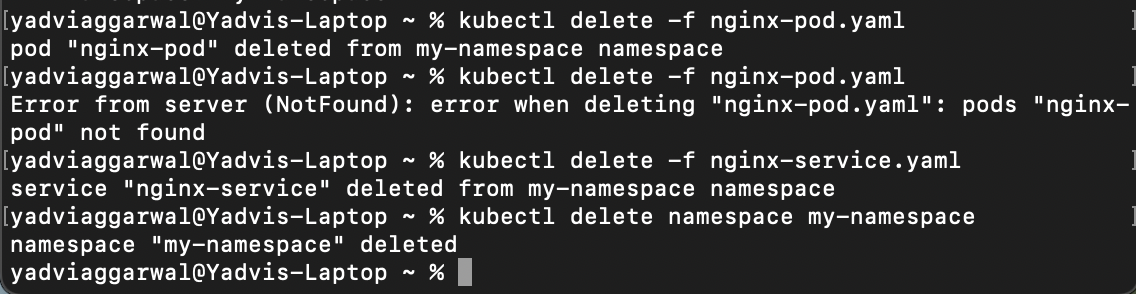 [yadviaggarwal@Yadvis-Laptop ~ % kubectl delete -f nginx-pod.yaml ]
pod "nginx-pod" deleted from my-namespace namespace
[yadviaggarwal@Yadvis-Laptop ~ % kubectl delete -f nginx-pod.yaml ]
Error from server (NotFound): error when deleting "nginx-pod.yaml": pods "nginx-
pod" not found
[yadviaggarwal@Yadvis-Laptop ~ % kubectl delete -f nginx-service.yaml ]
service "nginx-service" deleted from my-namespace namespace
[yadviaggarwal@Yadvis-Laptop ~ % kubectl delete namespace my-namespace ]
namespace "my-namespace" deleted
yadviaggarwal@Yadvis-Laptop ~ %